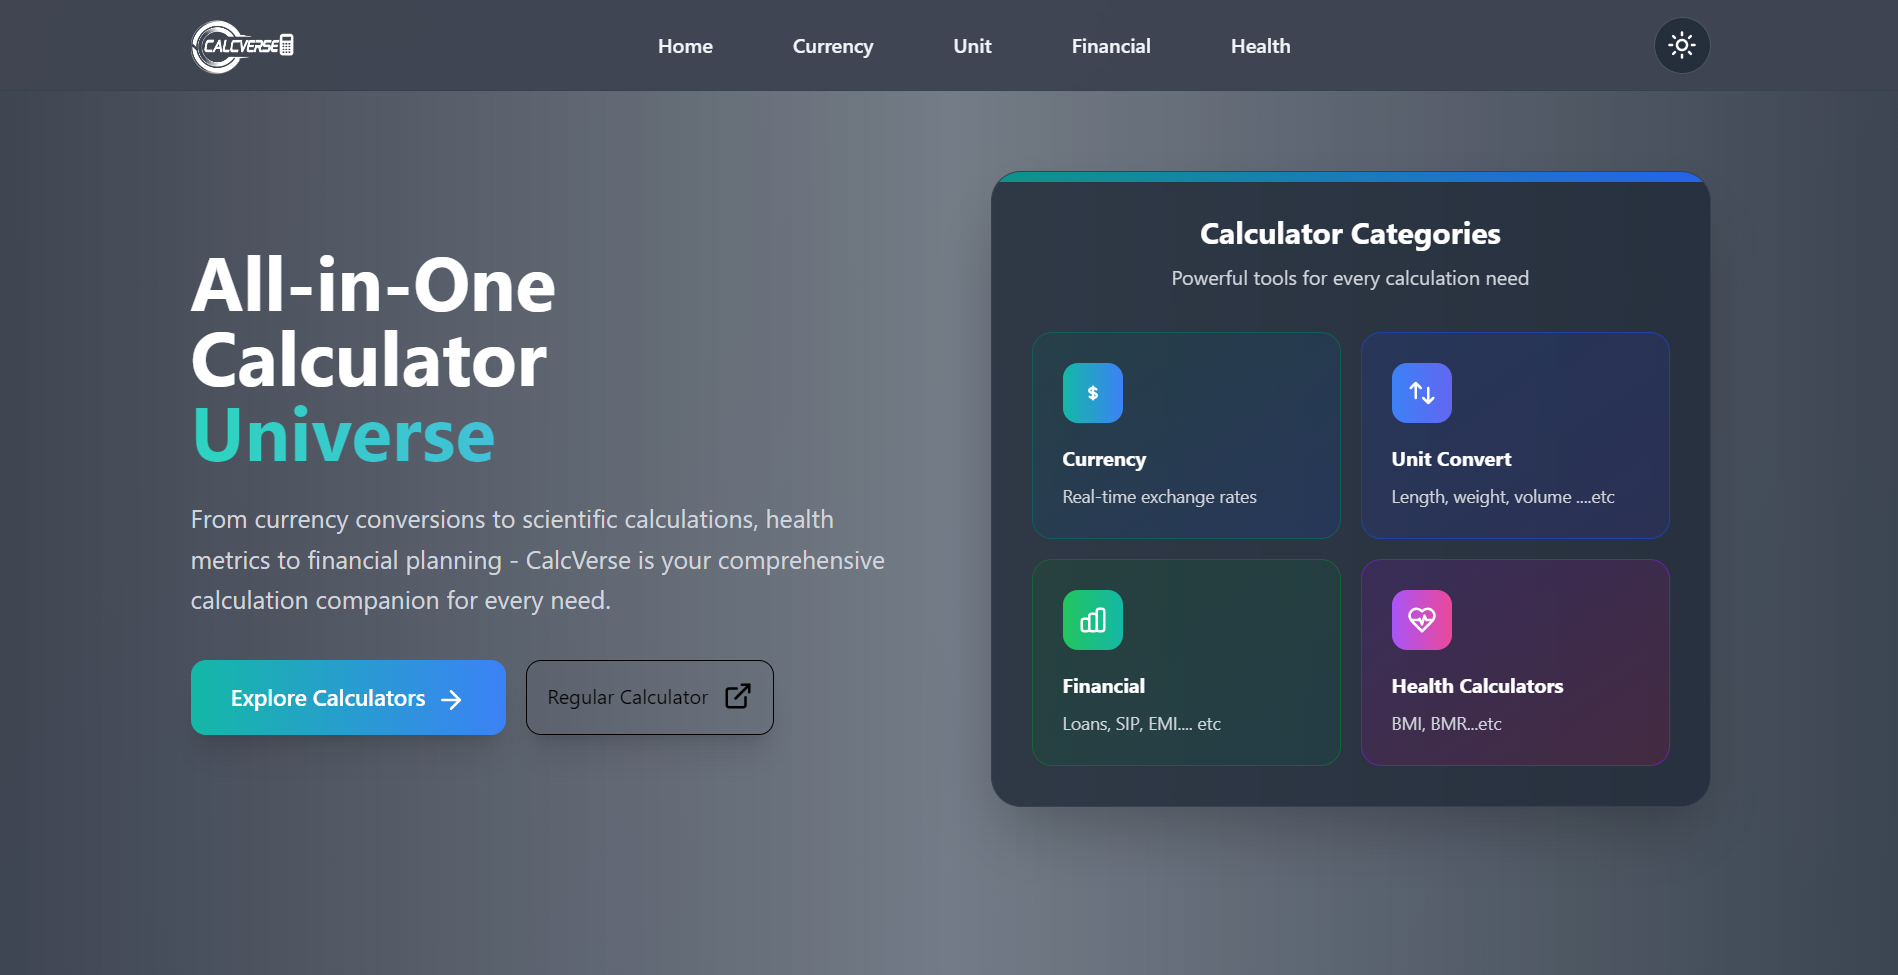 CALCVERSE
Home
Currency
Unit
Financial
Health
All-in-One
Calculator
Universe
From currency conversions to scientific calculations, health
metrics to financial planning - CalcVerse is your comprehensive
calculation companion for every need.
Explore Calculators
Regular Calculator
Calculator Categories
Powerful tools for every calculation need
$
Currency
Real-time exchange rates
Unit Convert
Length, weight, volume ....etc
Financial
Loans, SIP, EMI.... etc
Health Calculators
BMI, BMR...etc